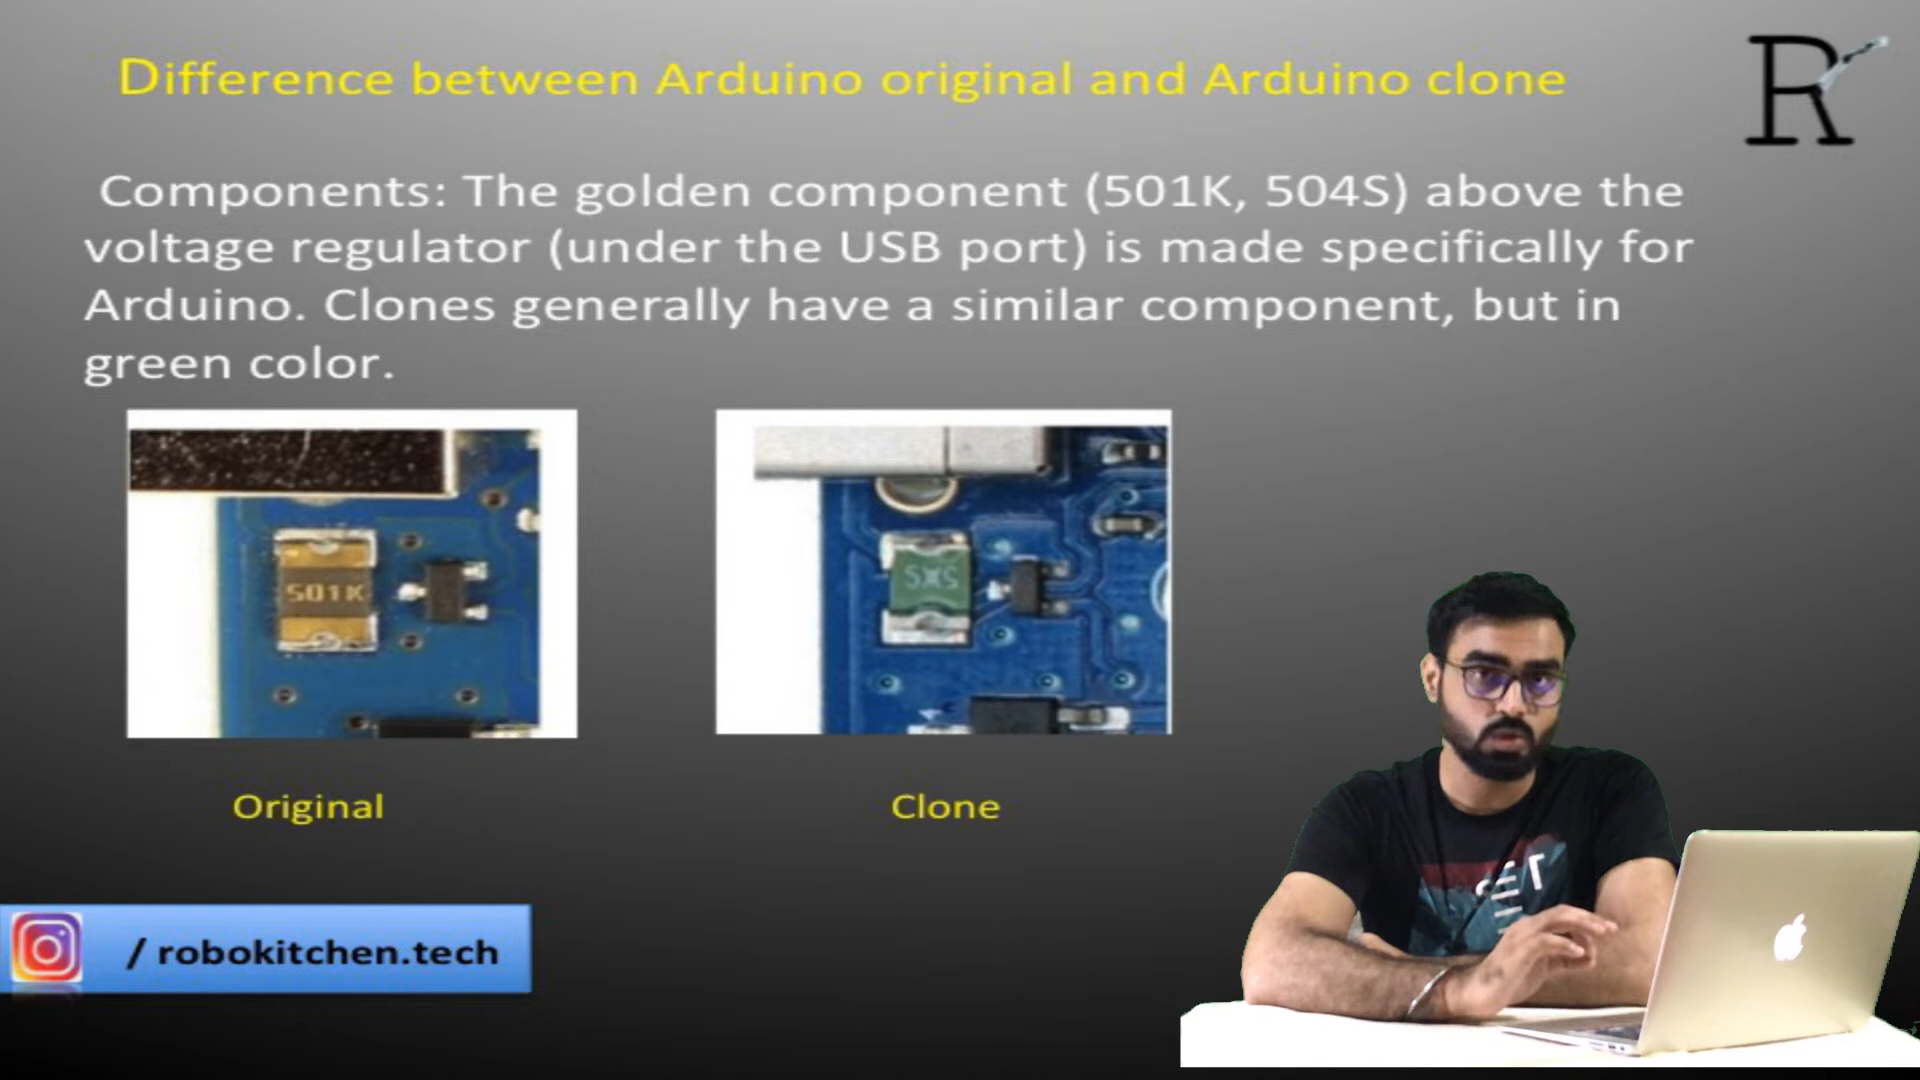 Difference between Arduino original and Arduino clone
R
Components: The golden component (501K, 504S) above the
voltage regulator (under the USB port) is made specifically for
Arduino. Clones generally have a similar component, but in
green color.
501K
Original
Clone
/ robokitchen.tech